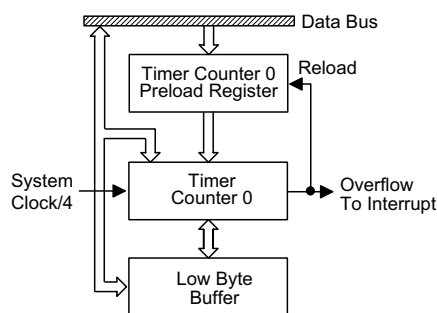 Data Bus
Timer Counter 0
Preload Register
Reload
System
Clock/4
Timer
Counter 0
Overflow
To Interrupt
Low Byte
Buffer